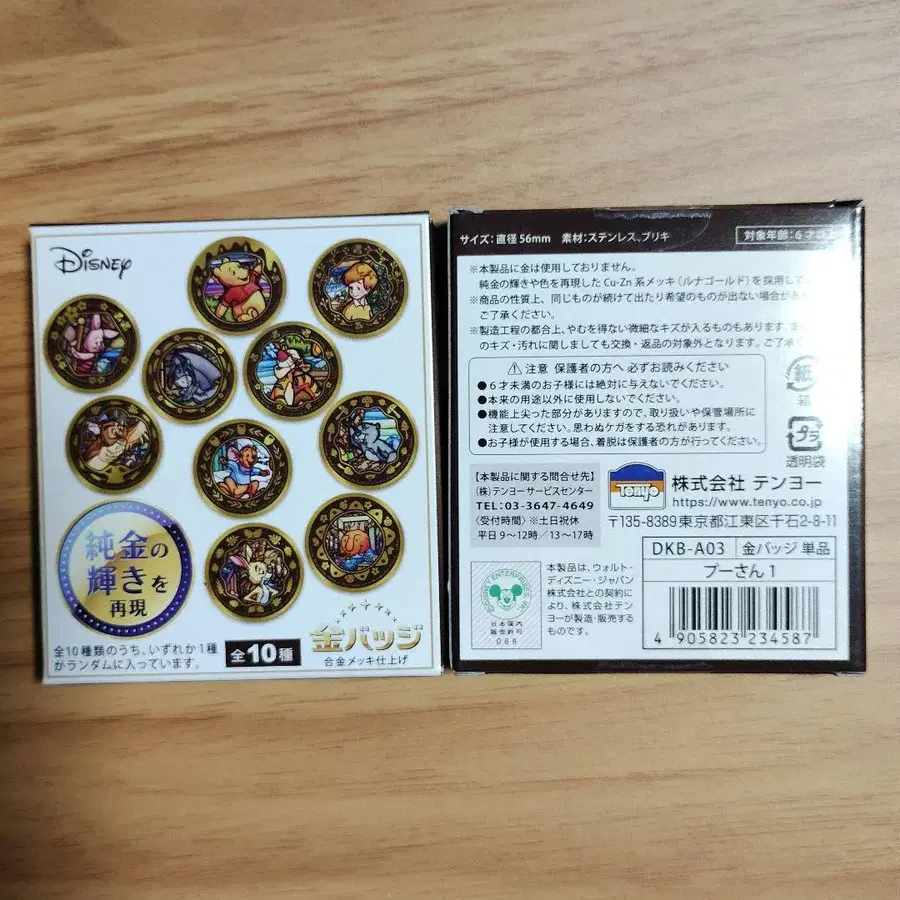 Disney
純金の
輝きを
再現
全10種類のうち、いずれか1種
がランダムに入っています。
全10種
金バッジ
合金メッキ仕上げ
サイズ:直径56mm 素材:ステンレス、ブリキ
対象年齢:6才以上
※本製品に金は使用しておりません。
純金の輝きや色を再現したCu-Zn系メッキ(ルナゴールド)を採用して
※商品の性質上、同じものが続けて出たり希望のものが出ない場合があ
ご了承ください。
※製造工程の都合上、やむを得ない微細なキズが入るものもあります。
のキズ・汚れに関しましても交換・返品の対象外となります。ご了承く
⚠注意 保護者の方へ 必ずお読みください
●6才未満のお子様には絶対に与えないでください。
●本来の用途以外に使用しないでください。
●機能上尖った部分がありますので、取り扱いや保管場所に
注意してください。思わぬケガをする恐れがあります。
●お子様が使用する場合、着脱は保護者の方が行ってください。
紙
箱
プラ
透明袋
【本製品に関する問合せ先】
(株)テンヨーサービスセンター
TEL:03-3647-4649
〈受付時間〉※土日祝休
平日9〜12時/13〜17時
Tenyo
株式会社 テンヨー
https://www.tenyo.co.jp
〒135-8389東京都江東区千石2-8-11
本製品は、ウォルト・
ディズニー・ジャパン
株式会社との契約に
より、株式会社テン
ヨーが製造・販売する
ものです。
©DISNEY ENTERPRISES, INC.
日本国内
販売許可
068
DKB-A03 金バッジ 単品
プーさん1
4 905823 234587